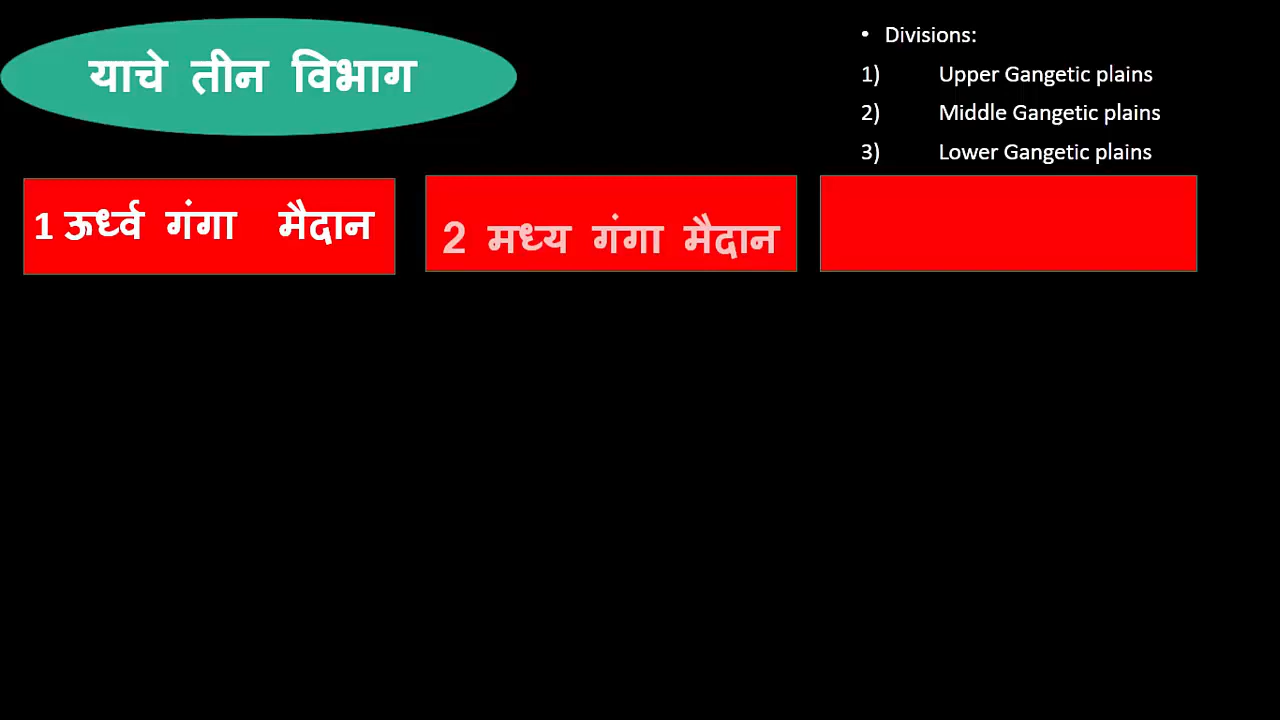 याचे तीन विभाग
• Divisions:
1) Upper Gangetic plains
2) Middle Gangetic plains
3) Lower Gangetic plains
1 ऊर्ध्व गंगा मैदान
2 मध्य गंगा मैदान